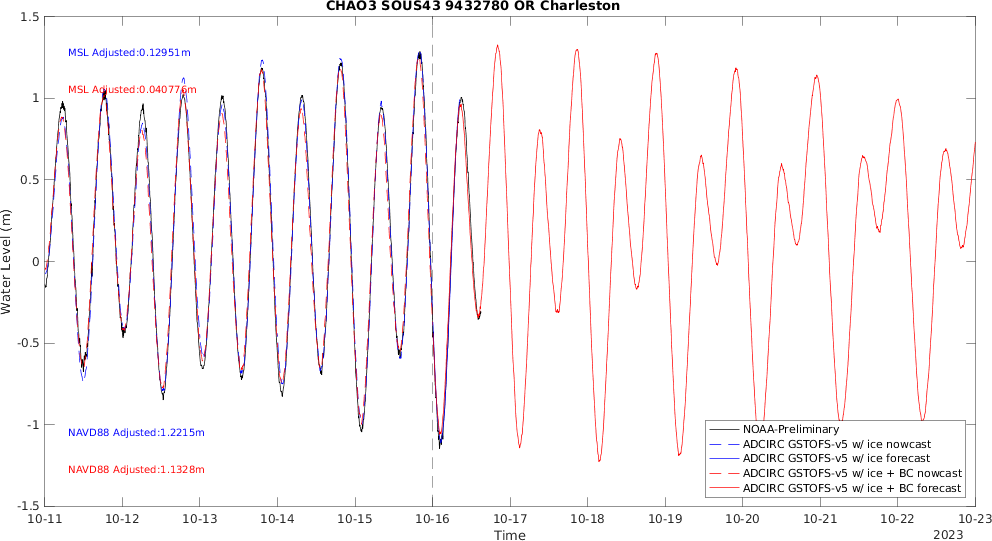 CHAO3 SOUS43 9432780 OR Charleston
1.5
1
0.5
0
-0.5
-1
-1.5
Water Level (m)
MSL Adjusted:0.12951m
MSL Adjusted:0.040776m
NAVD88 Adjusted:1.2215m
NAVD88 Adjusted:1.1328m
NOAA-Preliminary
ADCIRC GSTOFS-v5 w/ ice nowcast
ADCIRC GSTOFS-v5 w/ ice forecast
ADCIRC GSTOFS-v5 w/ ice + BC nowcast
ADCIRC GSTOFS-v5 w/ ice + BC forecast
10-11 10-12 10-13 10-14 10-15 10-16 10-17 10-18 10-19 10-20 10-21 10-22 10-23
Time
2023